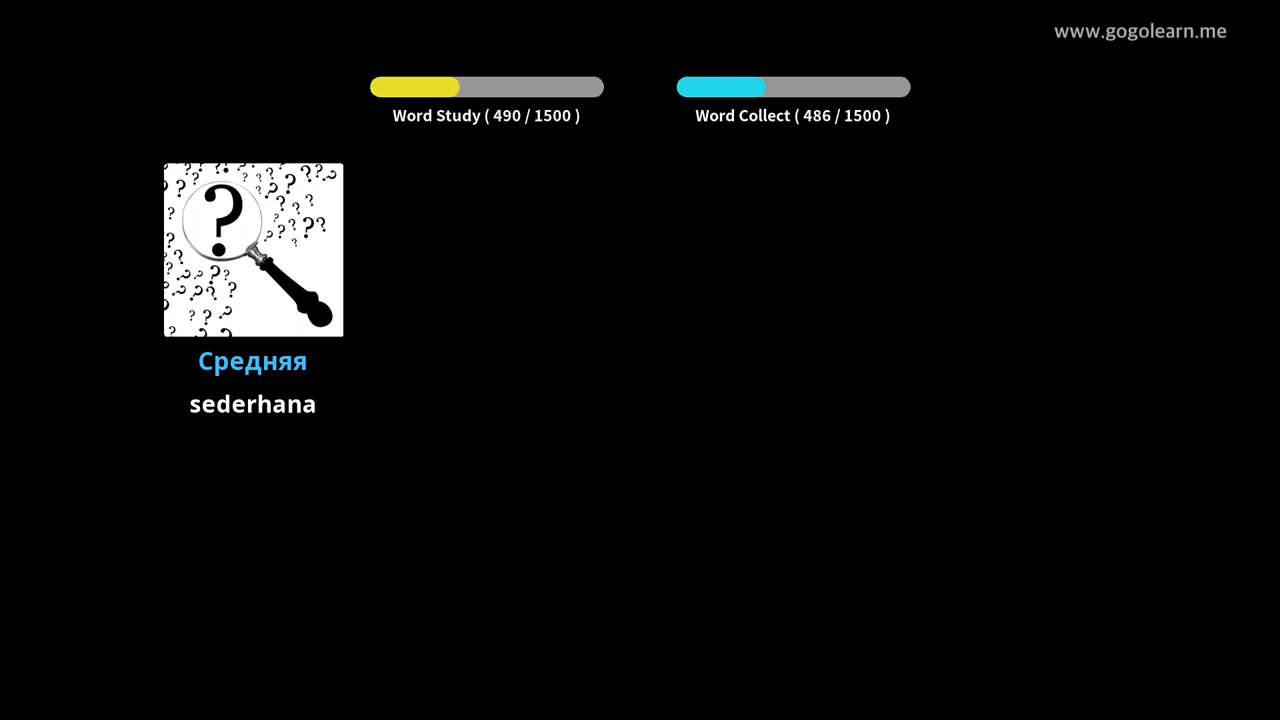 www.gogolearn.me
Word Study ( 490 / 1500 )
Word Collect ( 486 / 1500 )
Средняя
sederhana